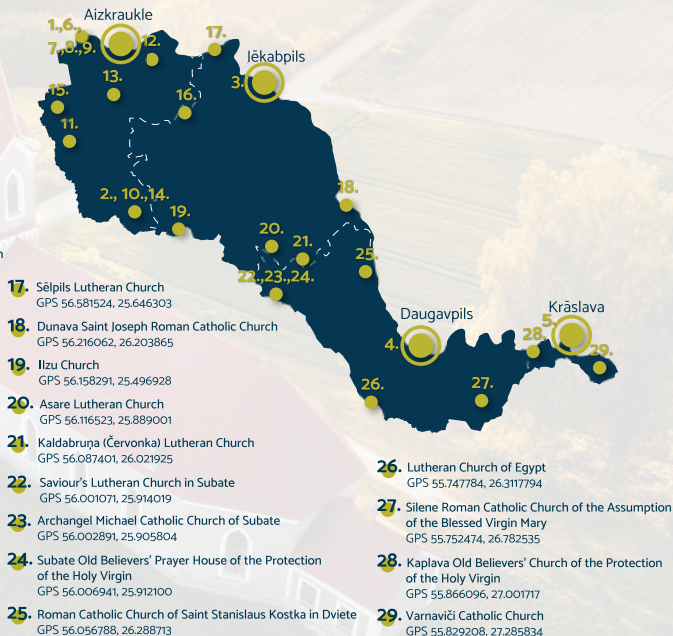 Aizkraukle
1.,6.,
7.,8.,9.
12.
17.
Jēkabpils
3.
13.
15.
16.
11.
2., 10.,14.
19.
18.
20.
21.
25.
22.,23.,24.
Daugavpils
4.
Krāslava
5.
28.
29.
26.
27.
17. Sēlpils Lutheran Church
GPS 56.581524, 25.646303
18. Dunava Saint Joseph Roman Catholic Church
GPS 56.216062, 26.203865
19. Ilzu Church
GPS 56.158291, 25.496928
20. Asare Lutheran Church
GPS 56.116523, 25.889001
21. Kaldabruņa (Červonka) Lutheran Church
GPS 56.087401, 26.021925
22. Saviour's Lutheran Church in Subate
GPS 56.001071, 25.914019
23. Archangel Michael Catholic Church of Subate
GPS 56.002891, 25.905804
24. Subate Old Believers' Prayer House of the Protection
of the Holy Virgin
GPS 56.006941, 25.912100
25. Roman Catholic Church of Saint Stanislaus Kostka in Dviete
GPS 56.056788, 26.288713
26. Lutheran Church of Egypt
GPS 55.747784, 26.3117794
27. Silene Roman Catholic Church of the Assumption
of the Blessed Virgin Mary
GPS 55.752474, 26.782535
28. Kaplava Old Believers' Church of the Protection
of the Holy Virgin
GPS 55.866096, 27.001717
29. Varnaviči Catholic Church
GPS 55.829208, 27.285834